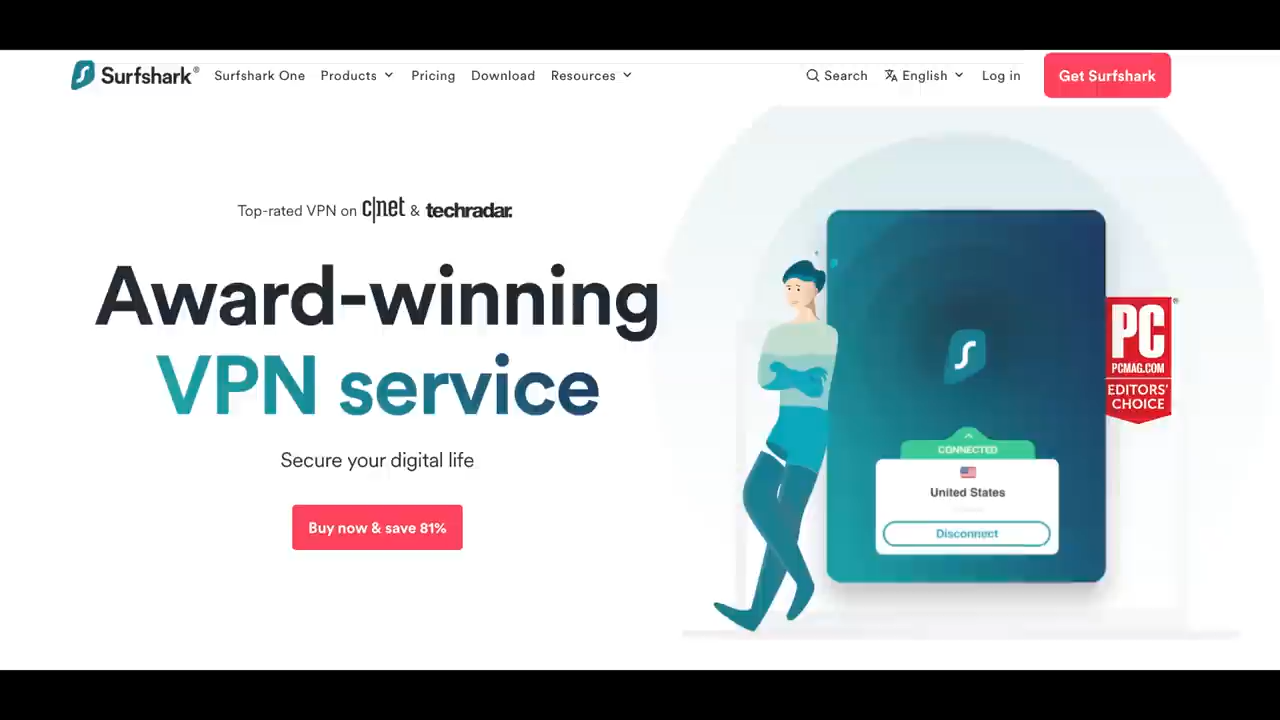 Surfshark® Surfshark One Products Pricing Download Resources Search English Log in Get Surfshark
Top-rated VPN on c|net & techradar.
Award-winning
VPN service
Secure your digital life
Buy now & save 81%
CONNECTED
United States
Disconnect
PC
PCMAG.COM
EDITORS'
CHOICE
®